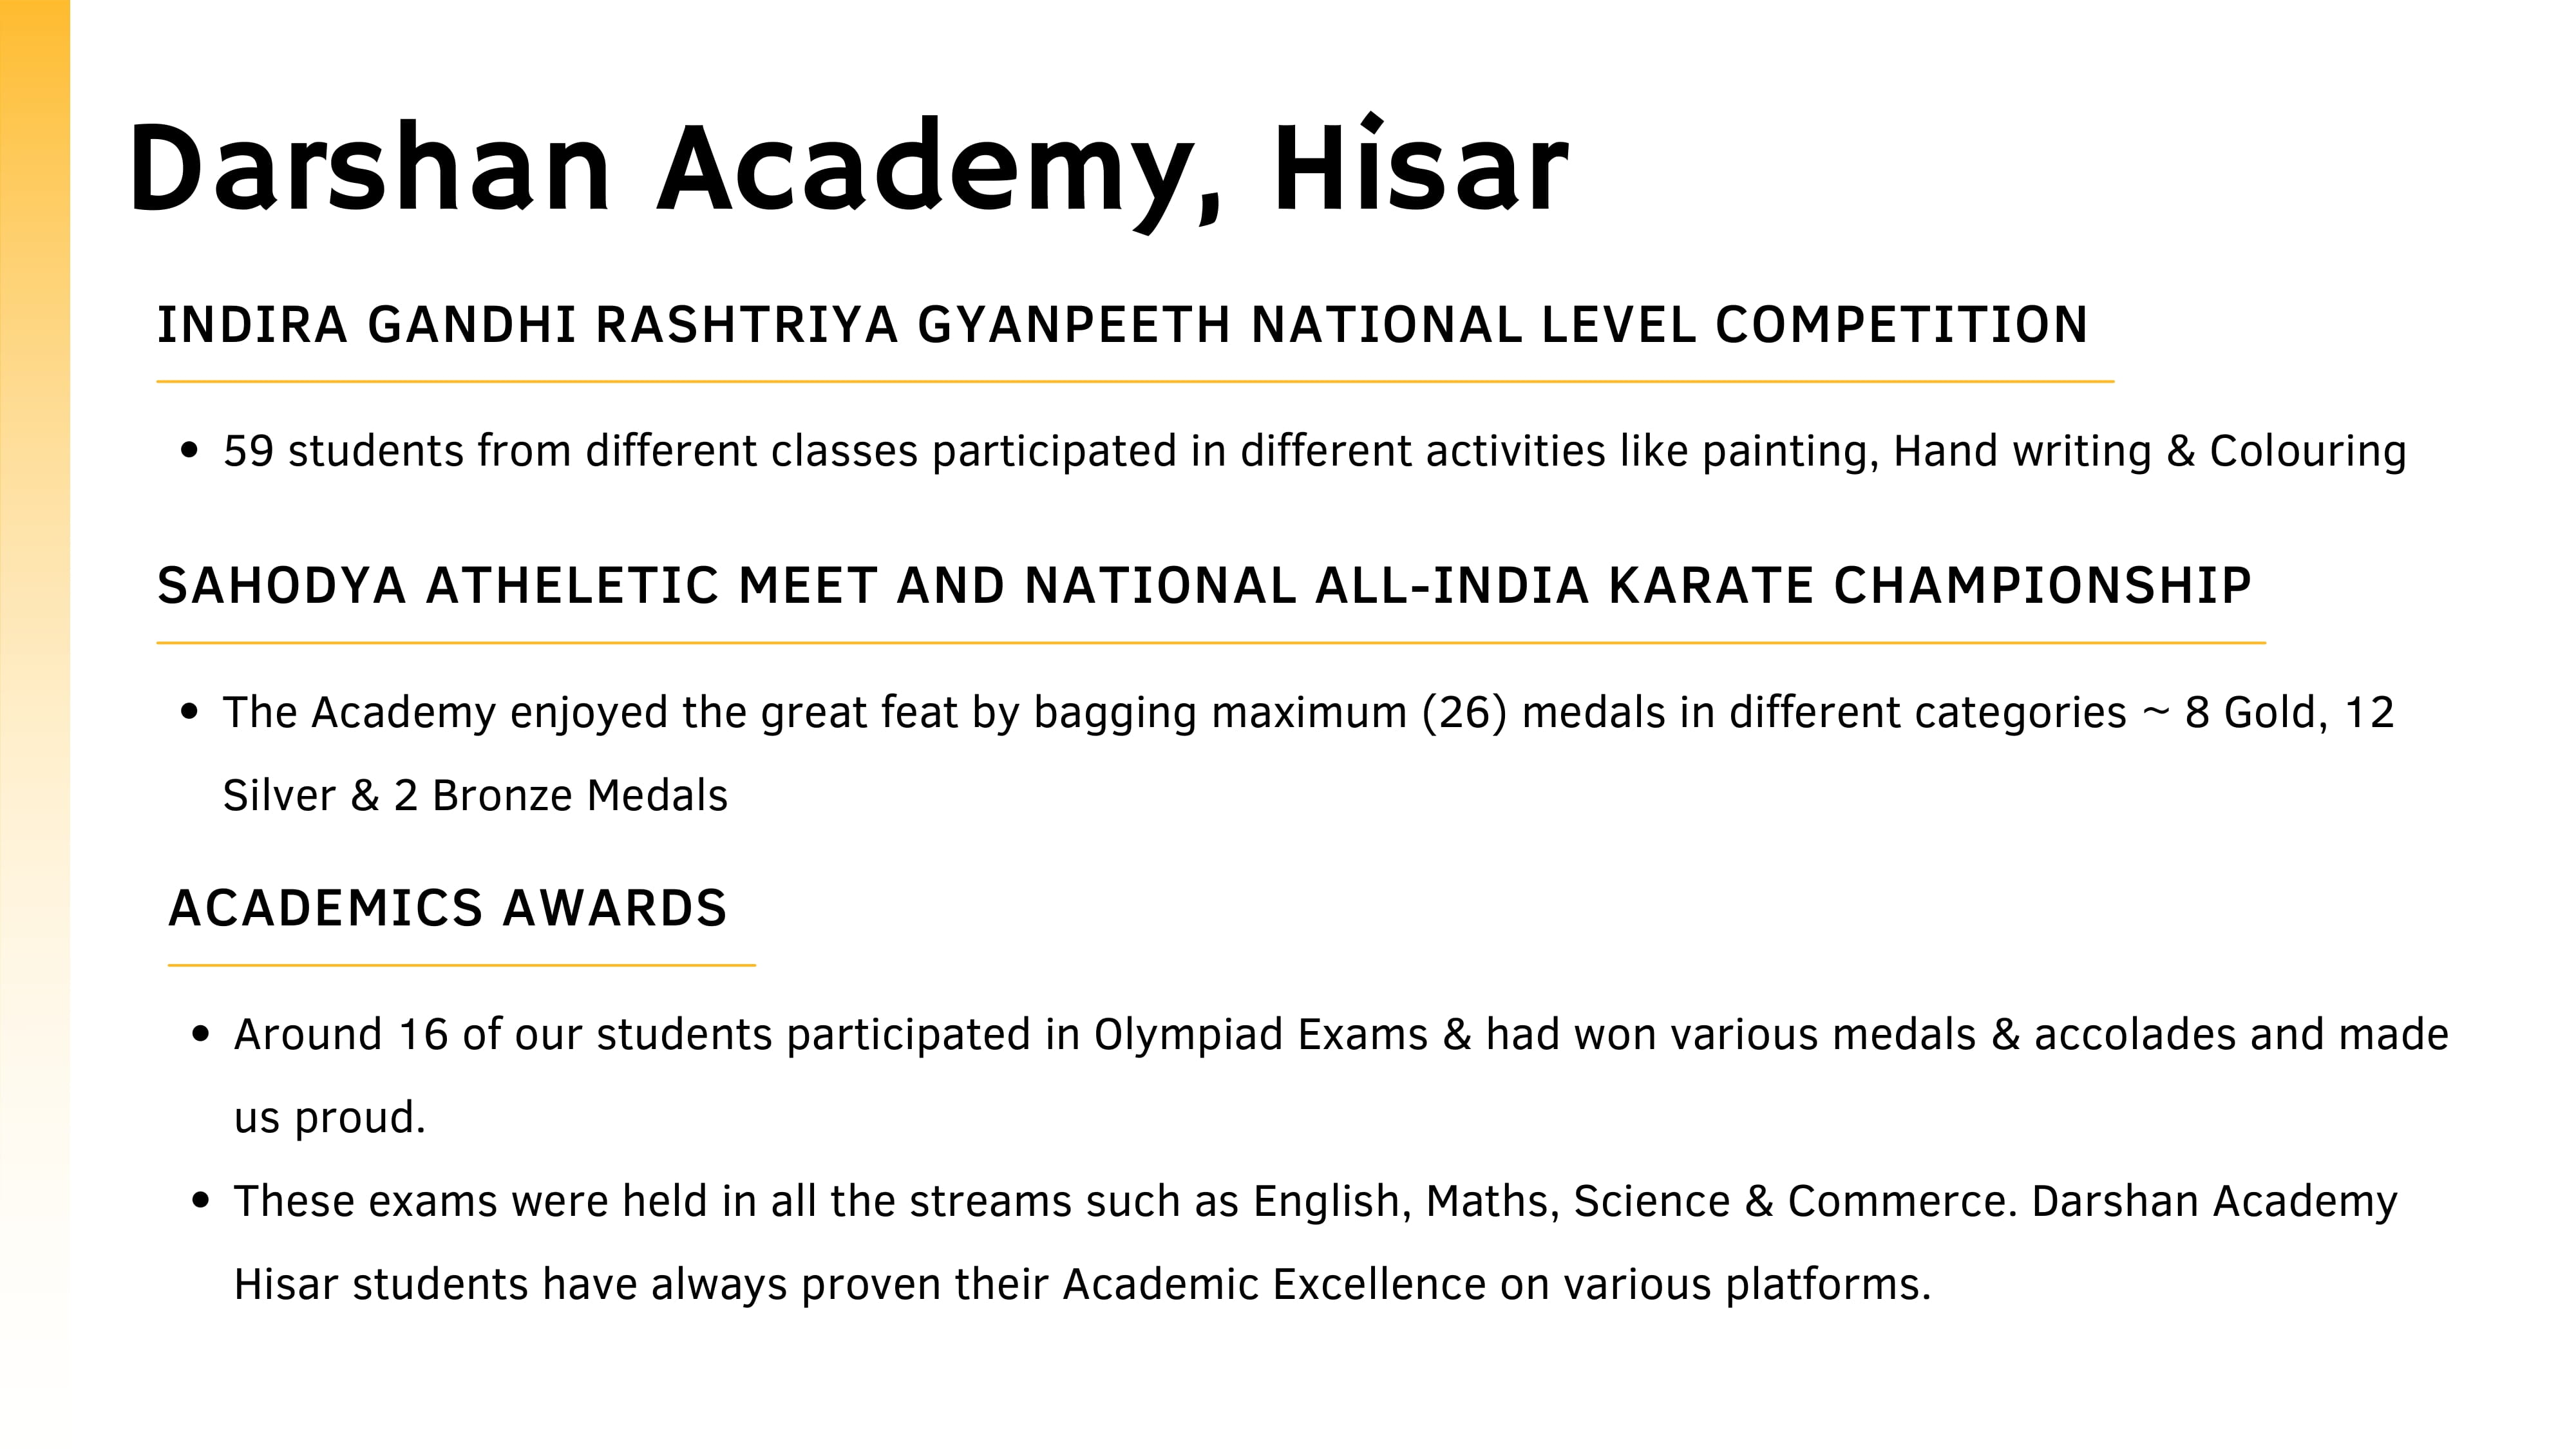 Darshan Academy, Hisar
INDIRA GANDHI RASHTRIYA GYANPEETH NATIONAL LEVEL COMPETITION
• 59 students from different classes participated in different activities like painting, Hand writing & Colouring
SAHODYA ATHELETIC MEET AND NATIONAL ALL-INDIA KARATE CHAMPIONSHIP
• The Academy enjoyed the great feat by bagging maximum (26) medals in different categories ~ 8 Gold, 12
Silver & 2 Bronze Medals
ACADEMICS AWARDS
• Around 16 of our students participated in Olympiad Exams & had won various medals & accolades and made
us proud.
• These exams were held in all the streams such as English, Maths, Science & Commerce. Darshan Academy
Hisar students have always proven their Academic Excellence on various platforms.